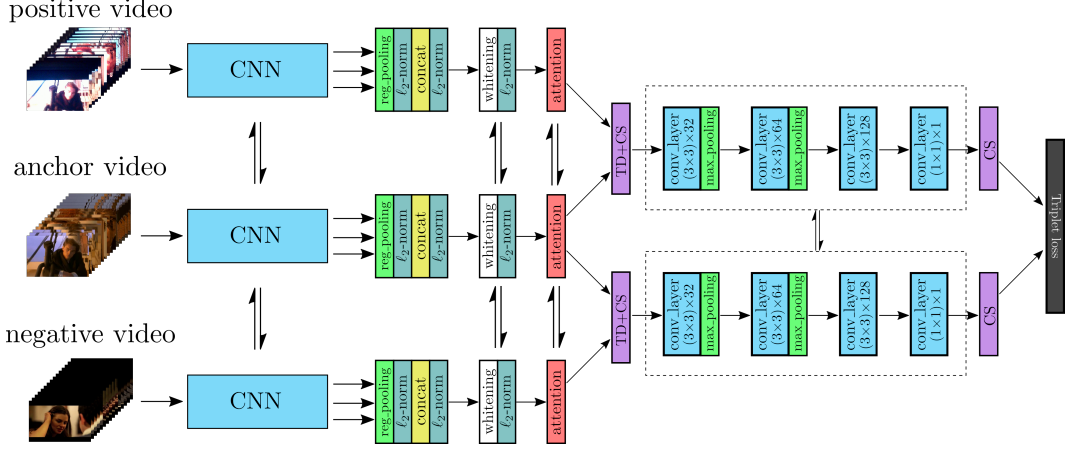 positive video
CNN
reg_pooling
ℓ2-norm
concat
ℓ2-norm
whitening
ℓ2-norm
attention
anchor video
CNN
reg_pooling
ℓ2-norm
concat
ℓ2-norm
whitening
ℓ2-norm
attention
negative video
CNN
reg_pooling
ℓ2-norm
concat
ℓ2-norm
whitening
ℓ2-norm
attention
TD+CS
conv_layer
(3×3)×32
max_pooling
conv_layer
(3×3)×64
max_pooling
conv_layer
(3×3)×128
conv_layer
(1×1)×1
CS
TD+CS
conv_layer
(3×3)×32
max_pooling
conv_layer
(3×3)×64
max_pooling
conv_layer
(3×3)×128
conv_layer
(1×1)×1
CS
Triplet loss